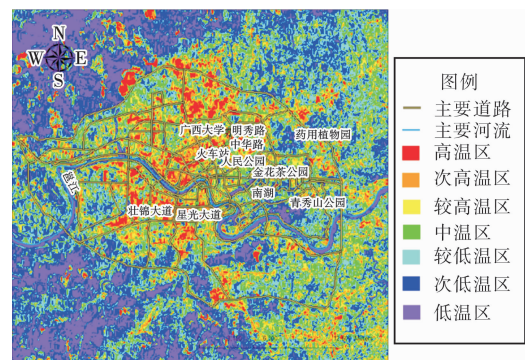 N
W E
S
广西大学
明秀路
药用植物园
中华路
火车站
人民公园
金花茶公园
邕江
南湖
青秀山公园
壮锦大道
星光大道
图例
主要道路
主要河流
高温区
次高温区
较高温区
中温区
较低温区
次低温区
低温区